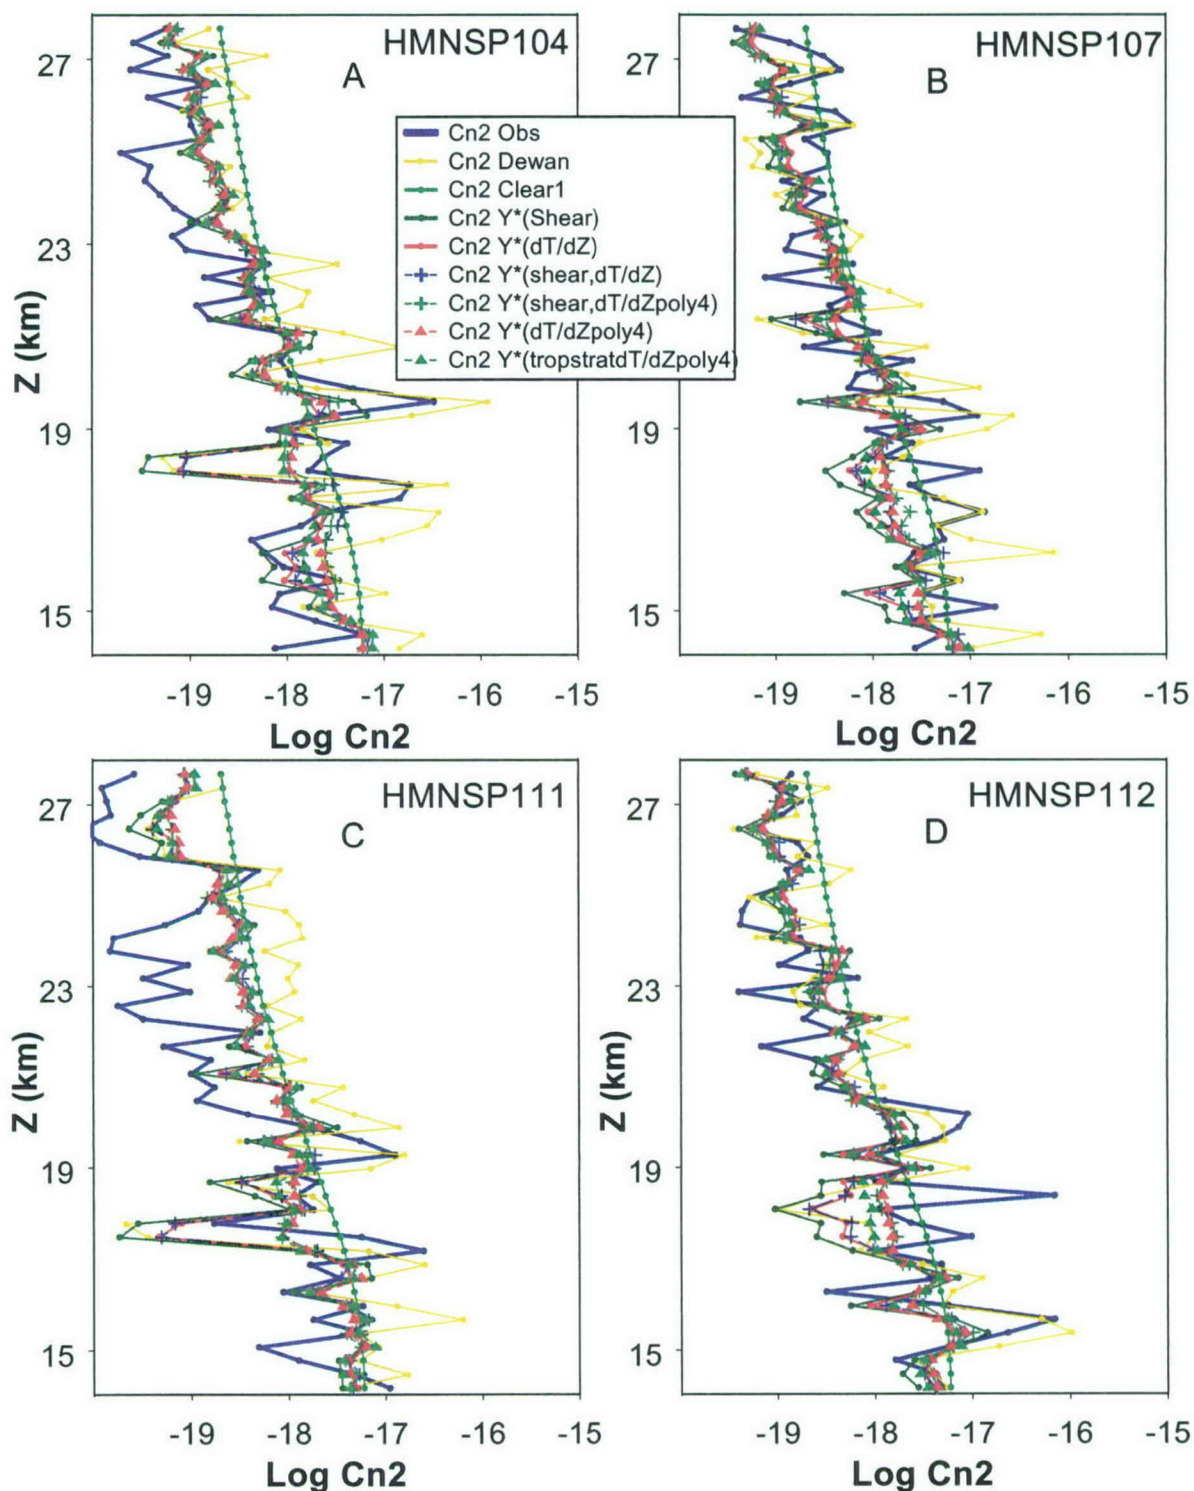 HMNSP104
A
27
23
19
15
Z (km)
-19 -18 -17 -16 -15
Log Cn2
HMNSP107
B
27
23
19
15
-19 -18 -17 -16 -15
Log Cn2
Cn2 Obs
Cn2 Dewan
Cn2 Clear1
Cn2 Y*(Shear)
Cn2 Y*(dT/dZ)
Cn2 Y*(shear,dT/dZ)
Cn2 Y*(shear,dT/dZpoly4)
Cn2 Y*(dT/dZpoly4)
Cn2 Y*(tropstratdT/dZpoly4)
HMNSP111
C
27
23
19
15
Z (km)
-19 -18 -17 -16 -15
Log Cn2
HMNSP112
D
27
23
19
15
Z (km)
-19 -18 -17 -16 -15
Log Cn2